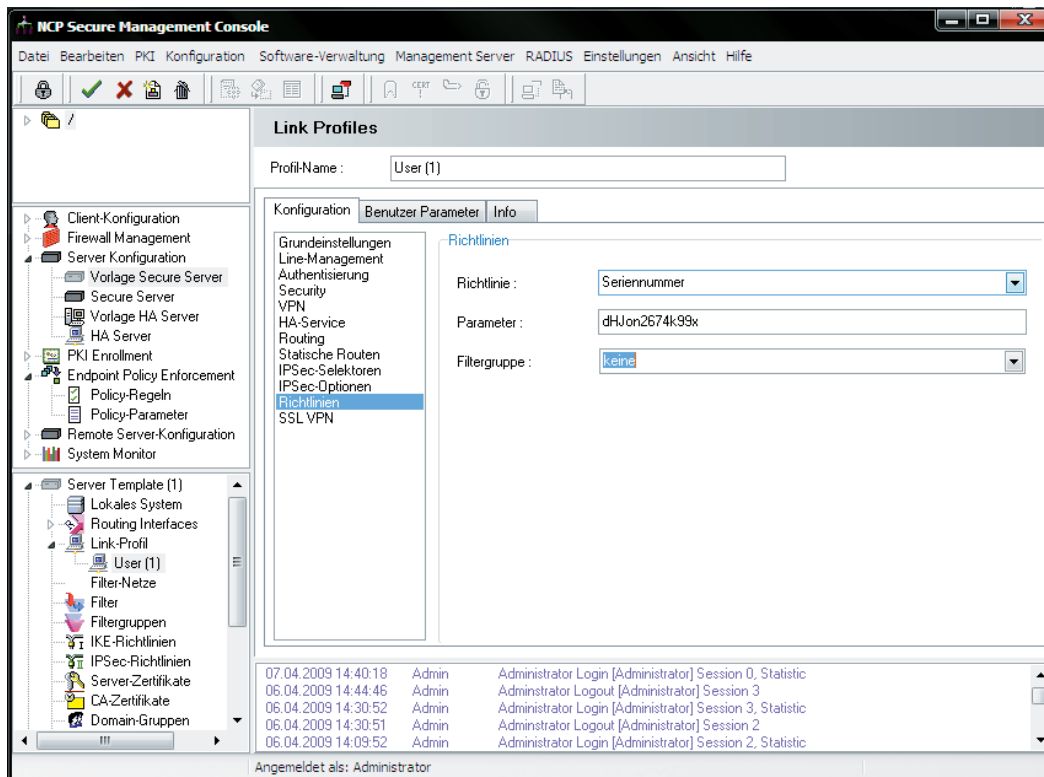 NCP Secure Management Console
Datei Bearbeiten PKI Konfiguration Software-Verwaltung Management Server RADIUS Einstellungen Ansicht Hilfe
CERT
/
Client-Konfiguration
Firewall Management
Server Konfiguration
Vorlage Secure Server
Secure Server
Vorlage HA Server
HA Server
PKI Enrollment
Endpoint Policy Enforcement
Policy-Regeln
Policy-Parameter
Remote Server-Konfiguration
System Monitor
Server Template (1)
Lokales System
Routing Interfaces
Link-Profil
User (1)
Filter-Netze
Filter
Filtergruppen
IKE-Richtlinien
IPSec-Richtlinien
Server-Zertifikate
CA-Zertifikate
Domain-Gruppen
Link Profiles
Profil-Name : User (1)
Konfiguration Benutzer Parameter Info
Grundeinstellungen
Line-Management
Authentisierung
Security
VPN
HA-Service
Routing
Statische Routen
IPSec-Selektoren
IPSec-Optionen
Richtlinien
SSL VPN
Richtlinien
Richtlinie : Seriennummer
Parameter : dHJon2674k99x
Filtergruppe : keine
07.04.2009 14:40:18 Admin Administrator Login [Administrator] Session 0, Statistic
06.04.2009 14:44:46 Admin Administrator Logout [Administrator] Session 3
06.04.2009 14:30:52 Admin Administrator Login [Administrator] Session 3, Statistic
06.04.2009 14:30:51 Admin Adminstrator Logout [Administrator] Session 2
06.04.2009 14:09:52 Admin Adminstrator Login [Administrator] Session 2, Statistic
Angemeldet als: Administrator